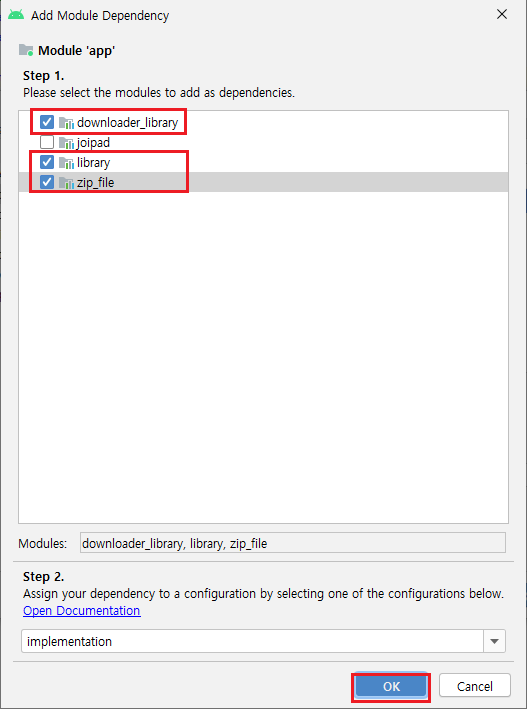 Add Module Dependency
Module 'app'
Step 1.
Please select the modules to add as dependencies.
downloader_library
joipad
library
zip_file
Modules: downloader_library, library, zip_file
Step 2.
Assign your dependency to a configuration by selecting one of the configurations below.
Open Documentation
implementation
OK Cancel